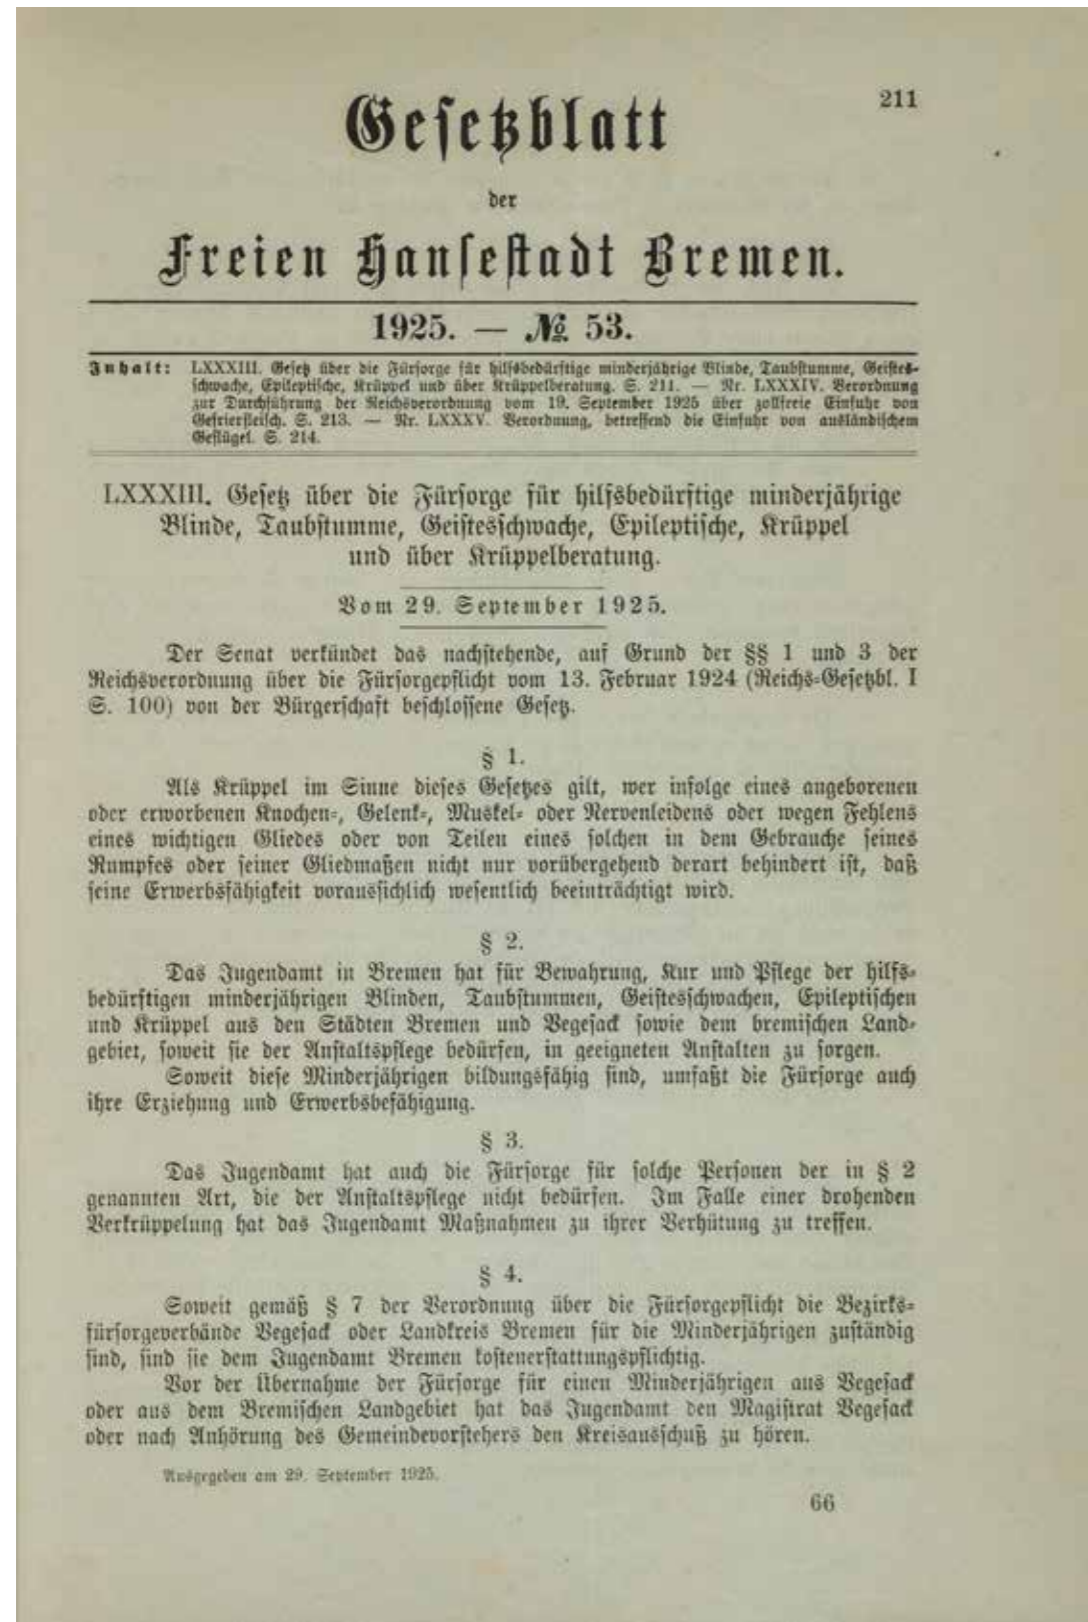 211
Gesetzblatt
der
Freien Hansestadt Bremen.
1925. — № 53.
Inhalt: LXXXIII. Gesetz über die Fürsorge für hilfsbedürftige minderjährige Blinde, Taubstumme, Geistes-
schwache, Epileptische, Krüppel und über Krüppelberatung. S. 211. — Nr. LXXXIV. Verordnung
zur Durchführung der Reichsverordnung vom 19. September 1925 über zollfreie Einfuhr von
Gefrierfleisch. S. 213. — Nr. LXXXV. Verordnung, betreffend die Einfuhr von ausländischem
Geflügel. S. 214.
LXXXIII. Gesetz über die Fürsorge für hilfsbedürftige minderjährige
Blinde, Taubstumme, Geistesschwache, Epileptische, Krüppel
und über Krüppelberatung.
Vom 29. September 1925.
Der Senat verkündet das nachstehende, auf Grund der §§ 1 und 3 der
Reichsverordnung über die Fürsorgepflicht vom 13. Februar 1924 (Reichs-Gesetzbl. I
S. 100) von der Bürgerschaft beschlossene Gesetz.
§ 1.
Als Krüppel im Sinne dieses Gesetzes gilt, wer infolge eines angeborenen
oder erworbenen Knochen-, Gelenk-, Muskel- oder Nervenleidens oder wegen Fehlens
eines wichtigen Gliedes oder von Teilen eines solchen in dem Gebrauche seines
Rumpfes oder seiner Gliedmaßen nicht nur vorübergehend derart behindert ist, daß
seine Erwerbsfähigkeit voraussichlich wesentlich beeinträchtigt wird.
§ 2.
Das Jugendamt in Bremen hat für Bewahrung, Kur und Pflege der hilfs-
bedürftigen minderjährigen Blinden, Taubstummen, Geistesschwachen, Epileptischen
und Krüppel aus den Städten Bremen und Vegesack sowie dem bremischen Land-
gebiet, soweit sie der Anstaltspflege bedürfen, in geeigneten Anstalten zu sorgen.
Soweit diese Minderjährigen bildungsfähig sind, umfaßt die Fürsorge auch
ihre Erziehung und Erwerbsbefähigung.
§ 3.
Das Jugendamt hat auch die Fürsorge für solche Personen der in § 2
genannten Art, die der Anstaltspflege nicht bedürfen. Im Falle einer drohenden
Verkrüppelung hat das Jugendamt Maßnahmen zu ihrer Verhütung zu treffen.
§ 4.
Soweit gemäß § 7 der Verordnung über die Fürsorgepflicht die Bezirks-
fürsorgeverbände Vegesack oder Landkreis Bremen für die Minderjährigen zuständig
sind, sind sie dem Jugendamt Bremen kostenerstattungspflichtig.
Vor der Übernahme der Fürsorge für einen Minderjährigen aus Vegesack
oder aus dem Bremischen Landgebiet hat das Jugendamt den Magistrat Vegesack
oder nach Anhörung des Gemeindevorstehers den Kreisausschuß zu hören.
Ausgegeben am 29. September 1925.
66